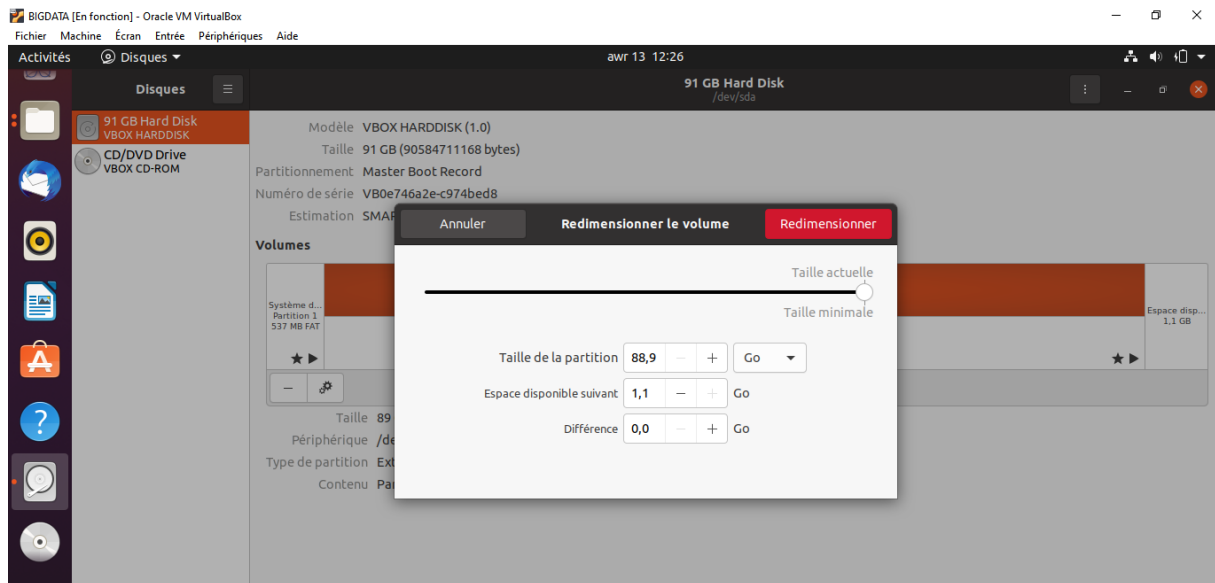 BIGDATA [En fonction] - Oracle VM VirtualBox
Fichier Machine Écran Entrée Périphériques Aide
Activités Disques awr 13 12:26
Disques
91 GB Hard Disk
/dev/sda
91 GB Hard Disk
VBOX HARDDISK
CD/DVD Drive
VBOX CD-ROM
Modèle VBOX HARDDISK (1.0)
Taille 91 GB (90584711168 bytes)
Partitionnement Master Boot Record
Numéro de série VB0e746a2e-c974bed8
Estimation SMAR
Volumes
Système d...
Partition 1
537 MB FAT
Espace disp...
1,1 GB
Taille 89
Périphérique /de
Type de partition Ext
Contenu Par
Annuler Redimensionner le volume Redimensionner
Taille actuelle
Taille minimale
Taille de la partition 88,9 − + Go
Espace disponible suivant 1,1 − + Go
Différence 0,0 − + Go